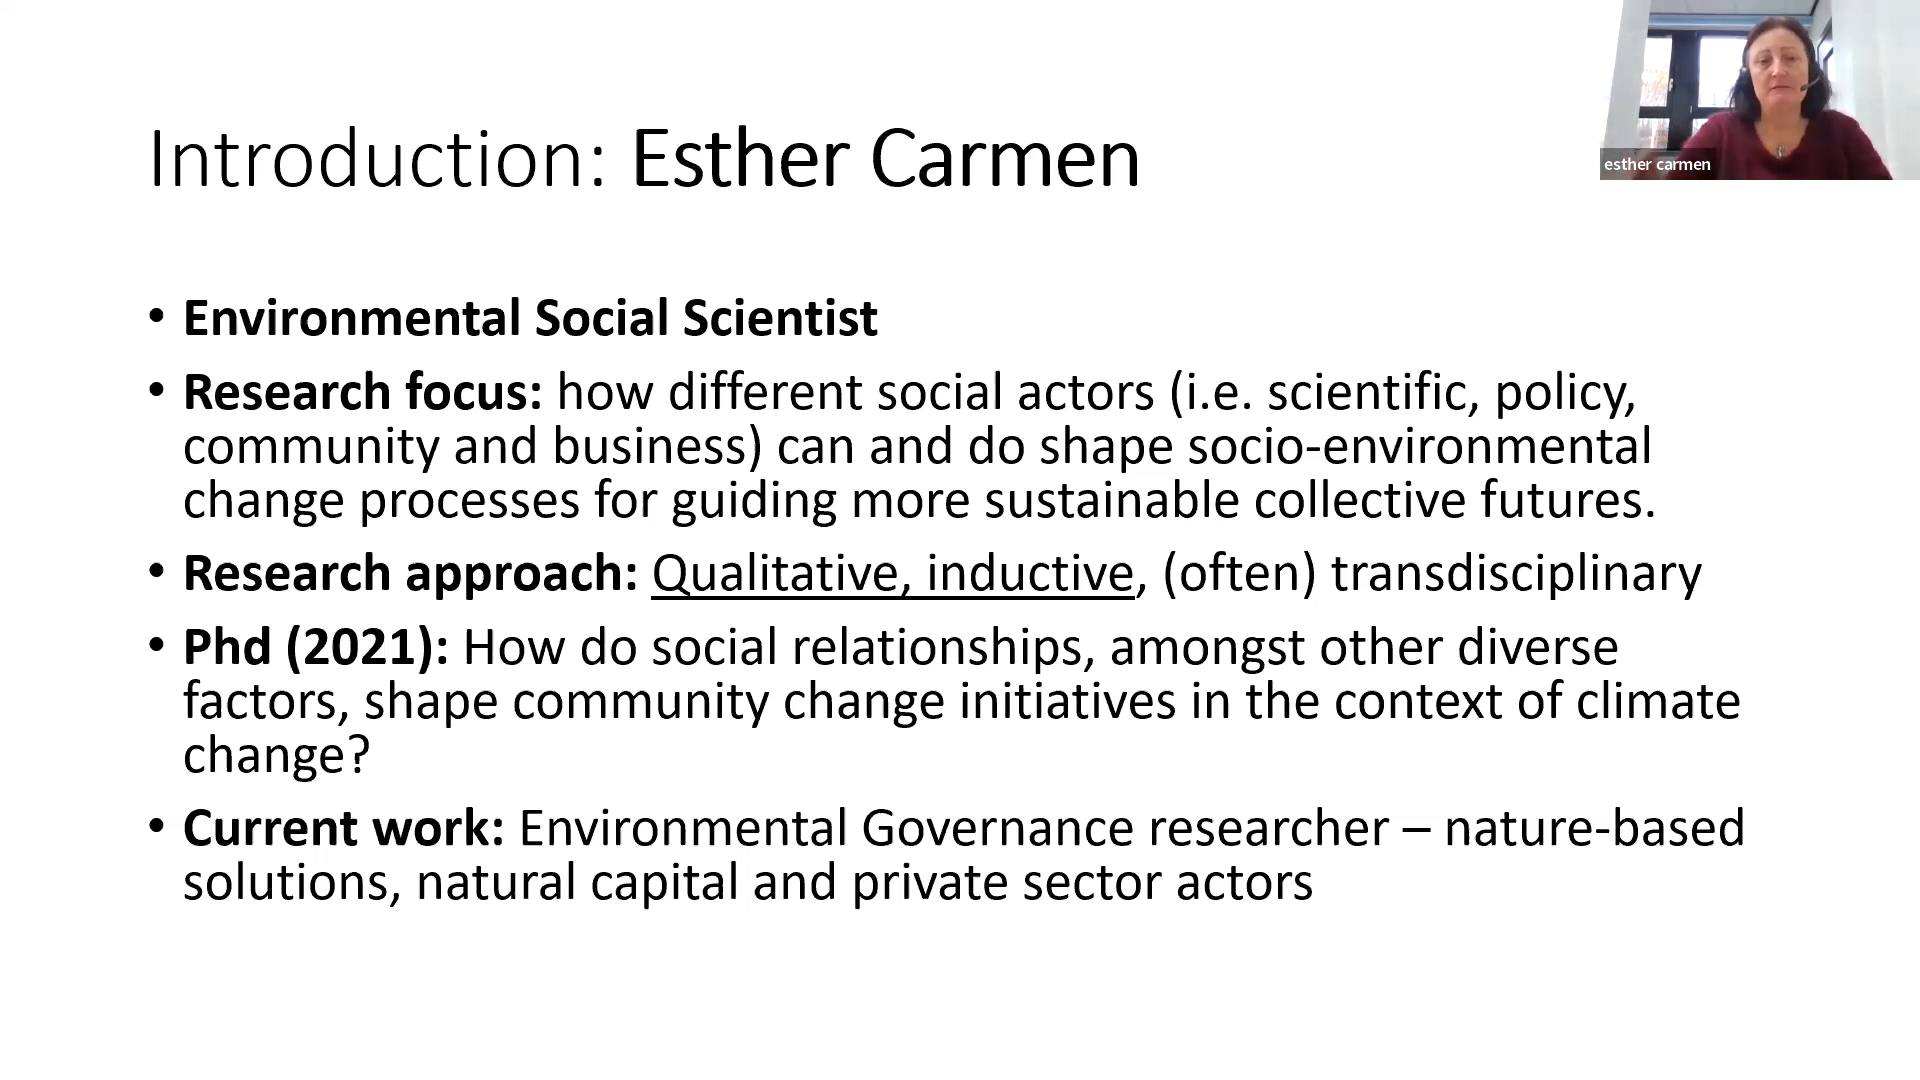 Introduction: Esther Carmen
esther carmen
• Environmental Social Scientist
• Research focus: how different social actors (i.e. scientific, policy,
community and business) can and do shape socio-environmental
change processes for guiding more sustainable collective futures.
• Research approach: Qualitative, inductive, (often) transdisciplinary
• Phd (2021): How do social relationships, amongst other diverse
factors, shape community change initiatives in the context of climate
change?
• Current work: Environmental Governance researcher – nature-based
solutions, natural capital and private sector actors